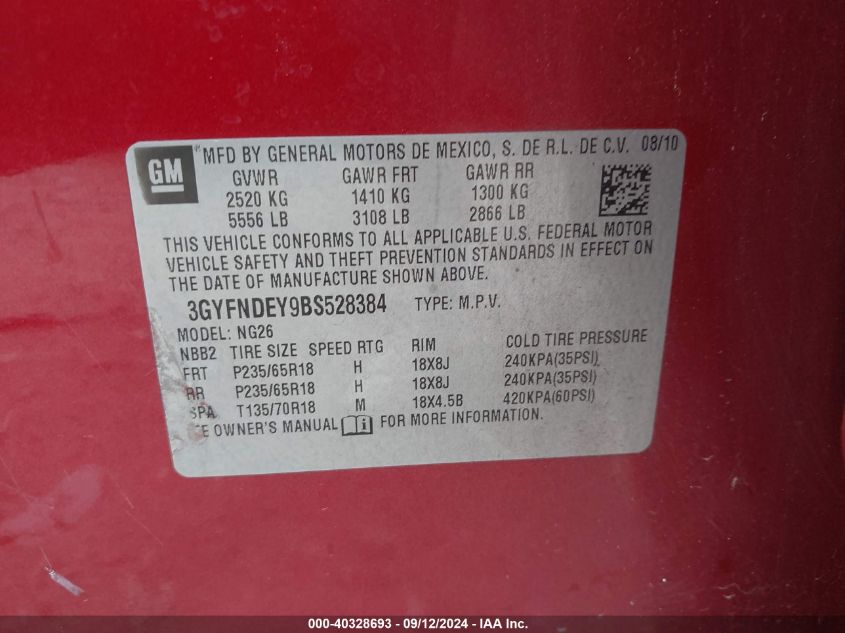 GM
MFD BY GENERAL MOTORS DE MEXICO, S. DE R.L. DE C.V. 08/10
GVWR GAWR FRT GAWR RR
2520 KG 1410 KG 1300 KG
5556 LB 3108 LB 2866 LB
THIS VEHICLE CONFORMS TO ALL APPLICABLE U.S. FEDERAL MOTOR
VEHICLE SAFETY AND THEFT PREVENTION STANDARDS IN EFFECT ON
THE DATE OF MANUFACTURE SHOWN ABOVE.
3GYFNDEY9BS528384 TYPE: M.P.V.
MODEL: NG26
NBB2 TIRE SIZE SPEED RTG RIM COLD TIRE PRESSURE
FRT P235/65R18 H 18X8J 240KPA(35PSI)
RR P235/65R18 H 18X8J 240KPA(35PSI)
SPA T135/70R18 M 18X4.5B 420KPA(60PSI)
OWNER'S MANUAL FOR MORE INFORMATION.
000-40328693 - 09/12/2024 - IAA Inc.